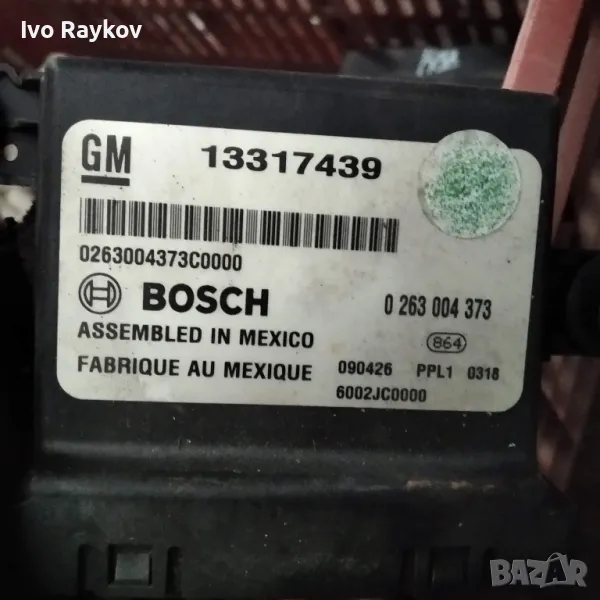 Ivo Raykov
GM 13317439
0263004373C0000
BOSCH 0 263 004 373
ASSEMBLED IN MEXICO 864
FABRIQUE AU MEXIQUE 090426 PPL1 0318
6002JC0000
BAZAR